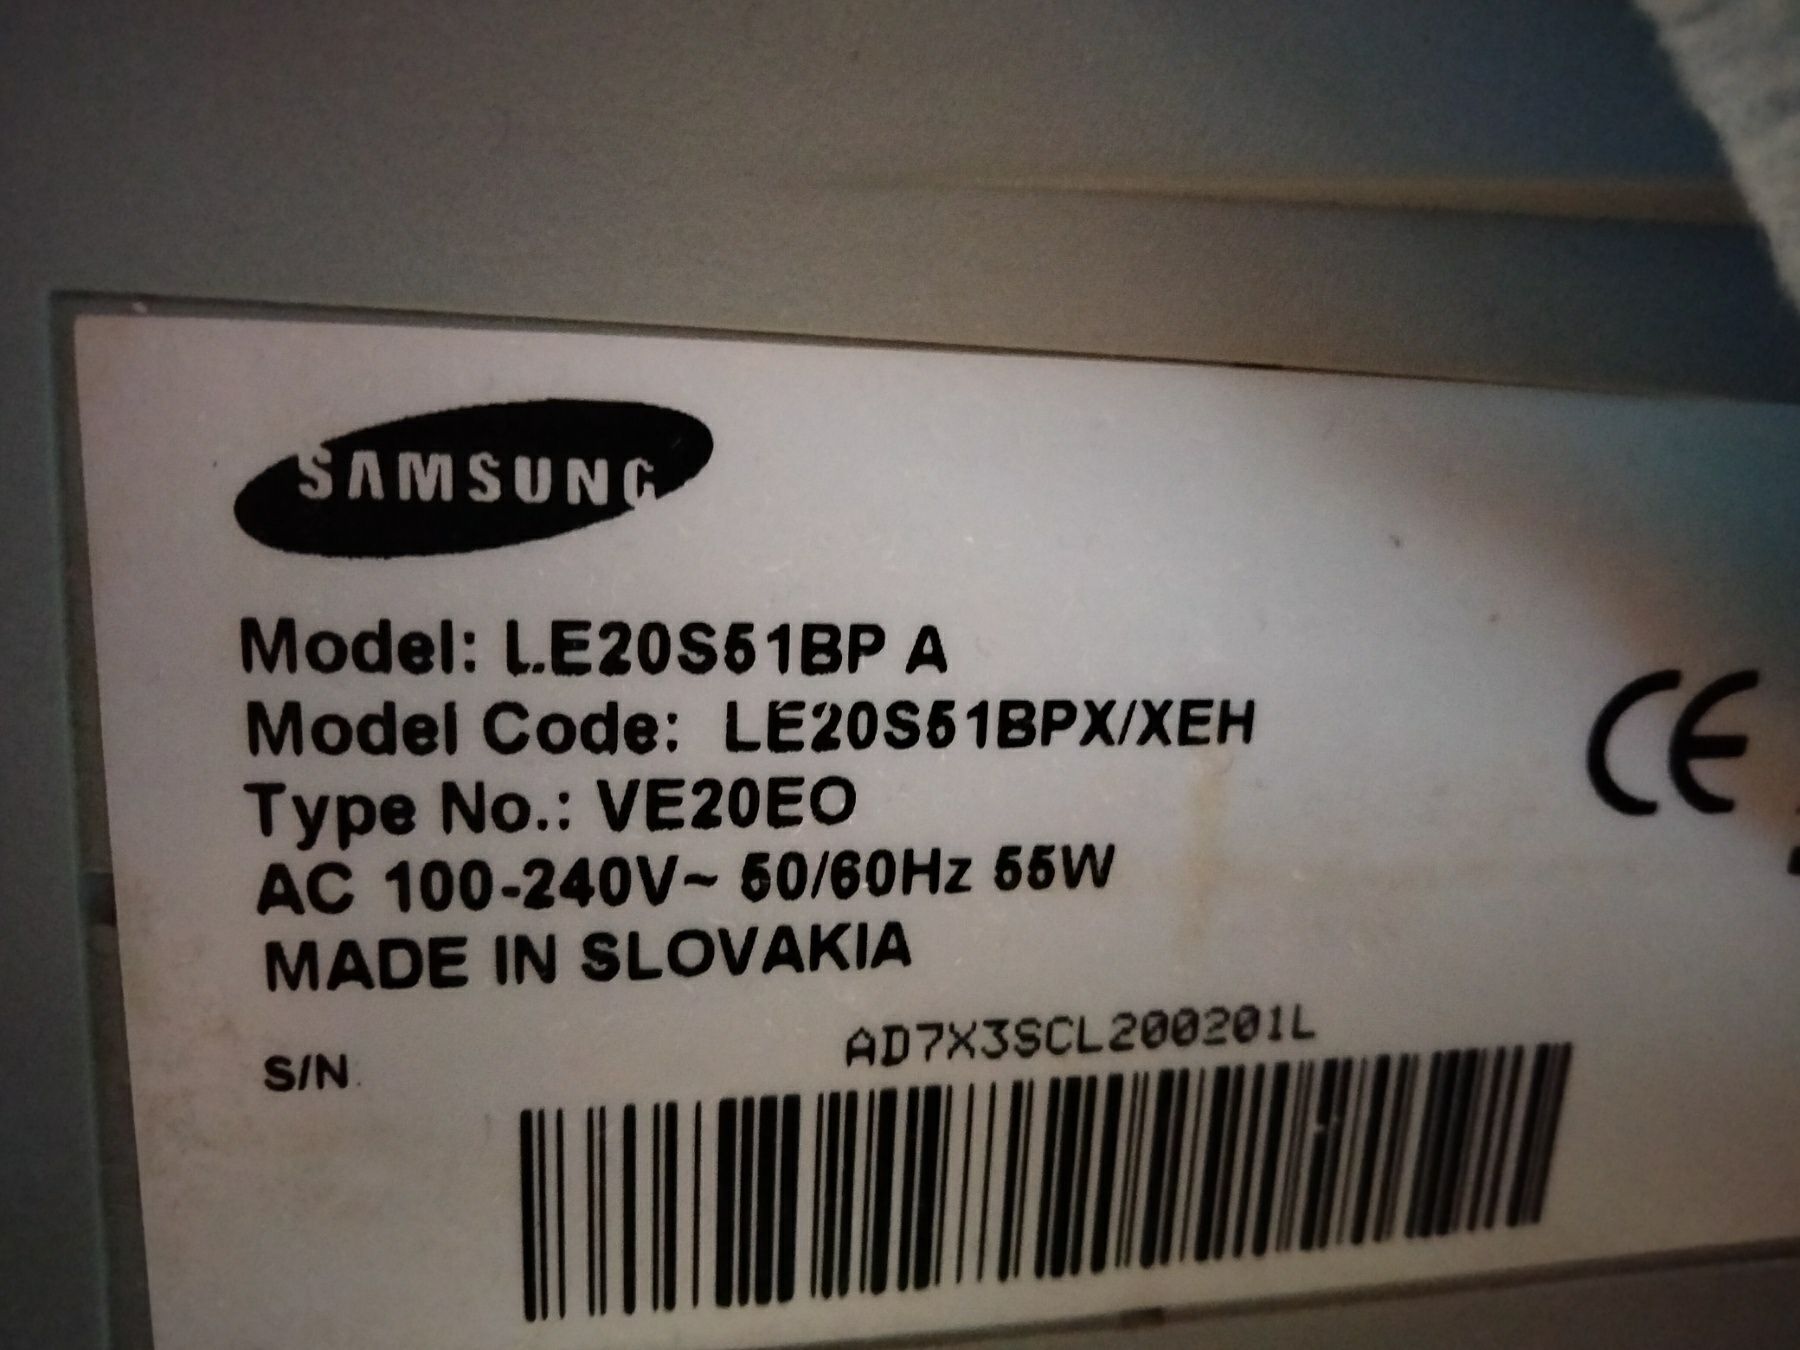 SAMSUNG
Model: LE20S51BP A
Model Code: LE20S51BPX/XEH
Type No.: VE20EO
AC 100-240V~ 50/60Hz 55W
MADE IN SLOVAKIA
AD7X3SCL200201L
S/N
CE